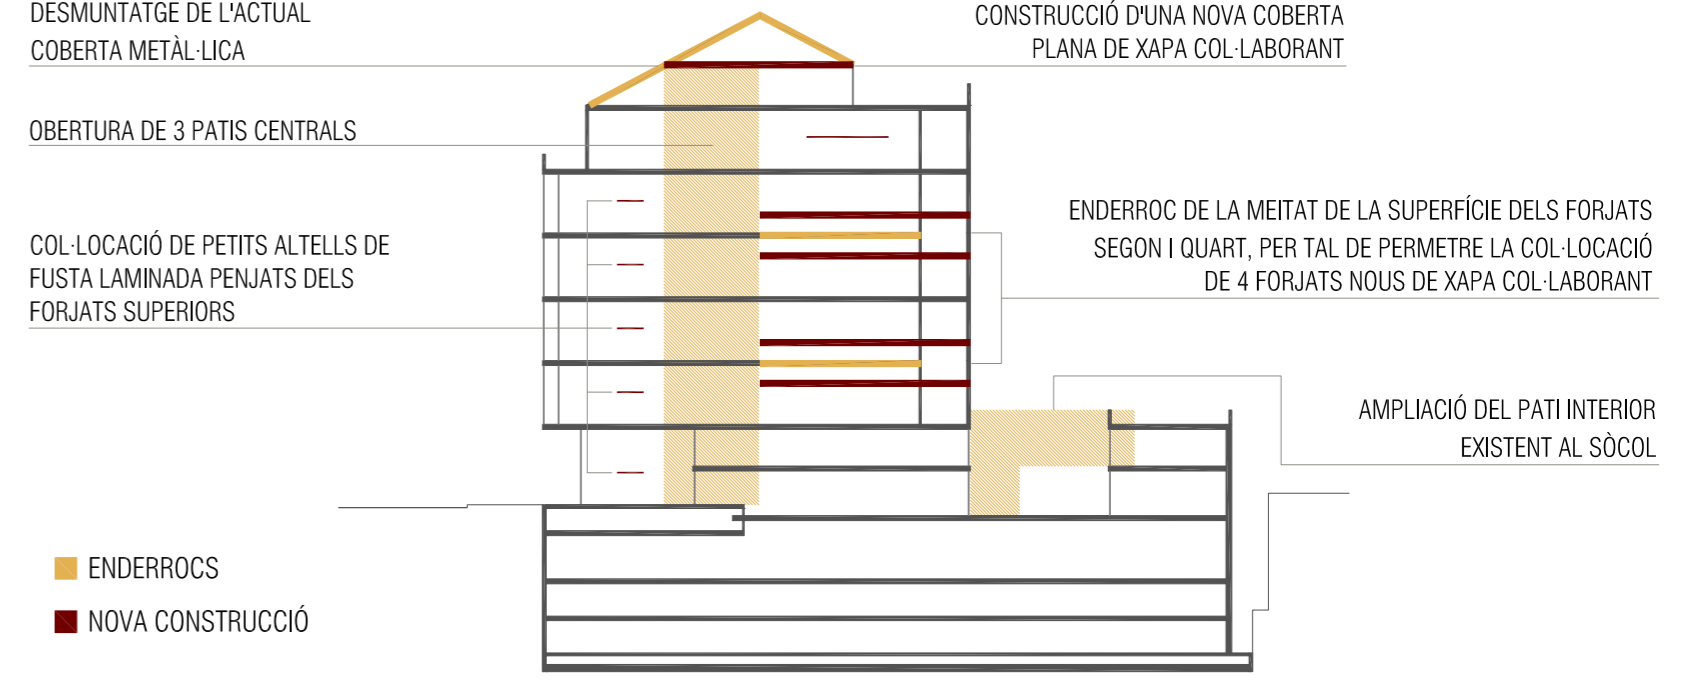 DESMUNTATGE DE L'ACTUAL
COBERTA METÀL·LICA
CONSTRUCCIÓ D'UNA NOVA COBERTA
PLANA DE XAPA COL·LABORANT
OBERTURA DE 3 PATIS CENTRALS
COL·LOCACIÓ DE PETITS ALTELLS DE
FUSTA LAMINADA PENJATS DELS
FORJATS SUPERIORS
ENDERROC DE LA MEITAT DE LA SUPERFÍCIE DELS FORJATS
SEGON I QUART, PER TAL DE PERMETRE LA COL·LOCACIÓ
DE 4 FORJATS NOUS DE XAPA COL·LABORANT
AMPLIACIÓ DEL PATI INTERIOR
EXISTENT AL SÒCOL
ENDERROCS
NOVA CONSTRUCCIÓ